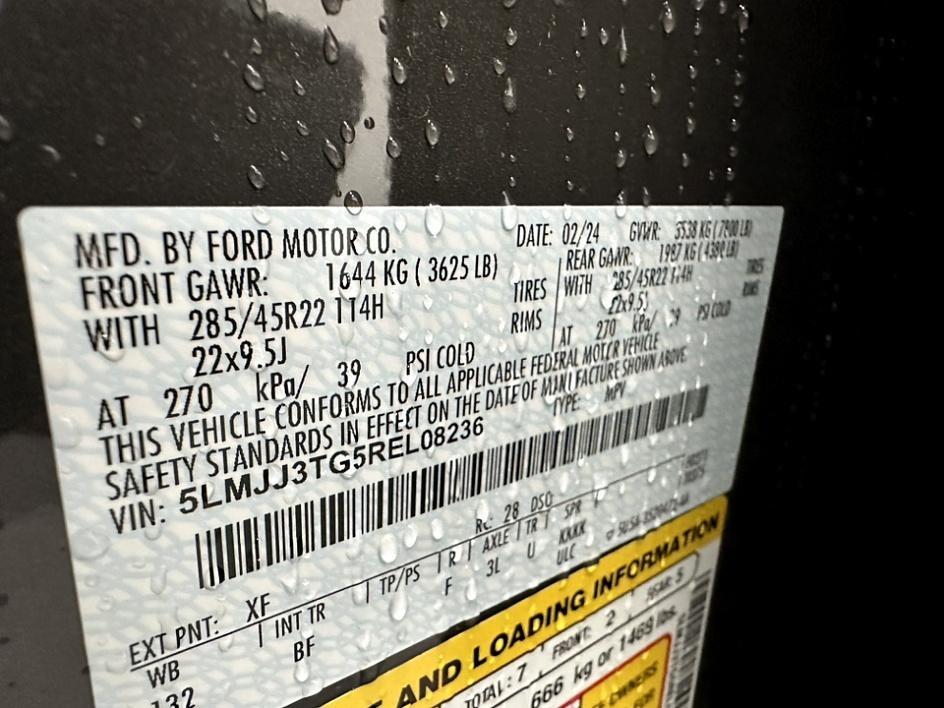 MFD. BY FORD MOTOR CO.
DATE: 02/24 GVWR: 3538 KG (7800 LB)
FRONT GAWR: 1644 KG (3625 LB)
REAR GAWR: 1987 KG (4380 LB)
WITH 285/45R22 114H TIRES
WITH 285/45R22 114H TIRES
22x9.5J RIMS
22x9.5J RIMS
AT 270 kPa/ 39 PSI COLD
AT 270 kPa/ 39 PSI COLD
THIS VEHICLE CONFORMS TO ALL APPLICABLE FEDERAL MOTOR VEHICLE
SAFETY STANDARDS IN EFFECT ON THE DATE OF MANUFACTURE SHOWN ABOVE
VIN: 5LMJJ3TG5REL08236
TYPE: MPV
EXT PNT: XF
RC: 28 DSO
WB INT TR TP/PS R AXLE TR SPR
132 BF F 3L U KKKK
ULC
AND LOADING INFORMATION
TOTAL: 7 FRONT: 2 REAR: 5
666 kg or 1469 lbs.
OWNERS
FOR